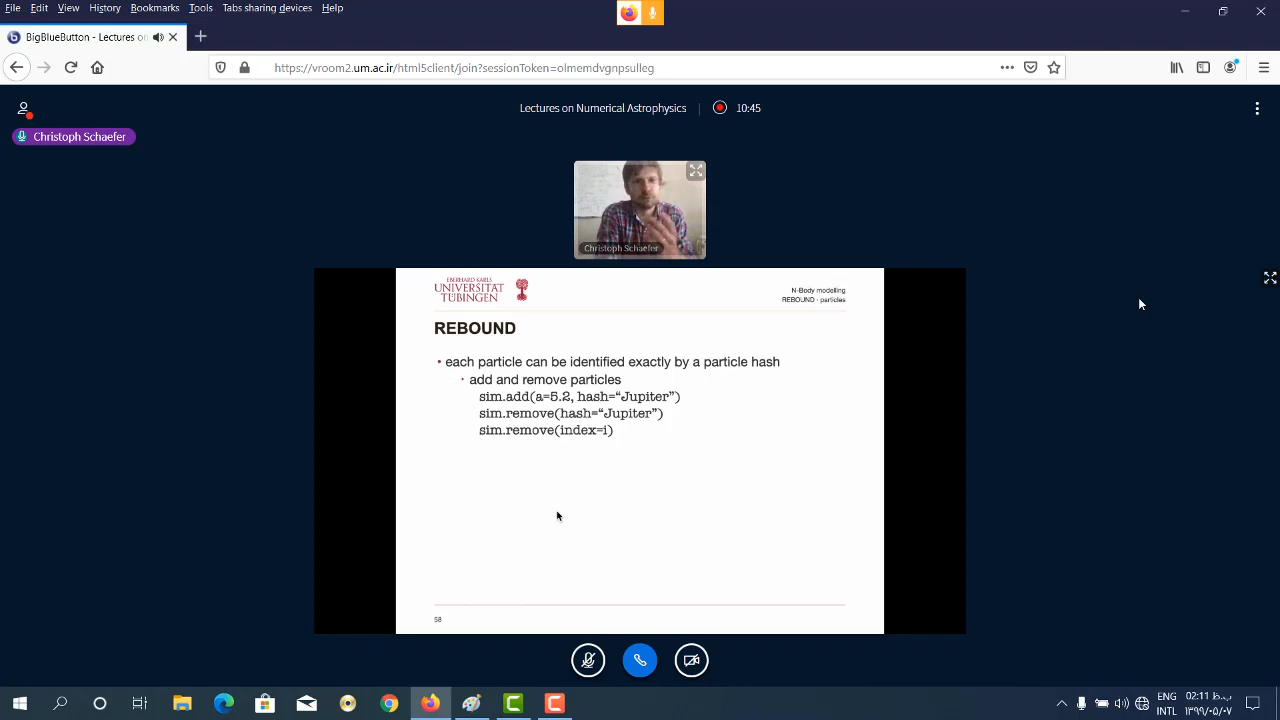 File Edit View History Bookmarks Tools Tabs sharing devices Help
BigBlueButton - Lectures on
https://vroom2.um.ac.ir/html5client/join?sessionToken=olmemdvgnpsulleg
Lectures on Numerical Astrophysics
10:45
Christoph Schaefer
Christoph Schaefer
EBERHARD KARLS
UNIVERSITÄT
TÜBINGEN
N-Body modelling
REBOUND - particles
REBOUND
• each particle can be identified exactly by a particle hash
• add and remove particles
sim.add(a=5.2, hash=“Jupiter”)
sim.remove(hash=“Jupiter”)
sim.remove(index=i)
58
ENG
INTL
۱۳۹۹/۰۵/۰۷